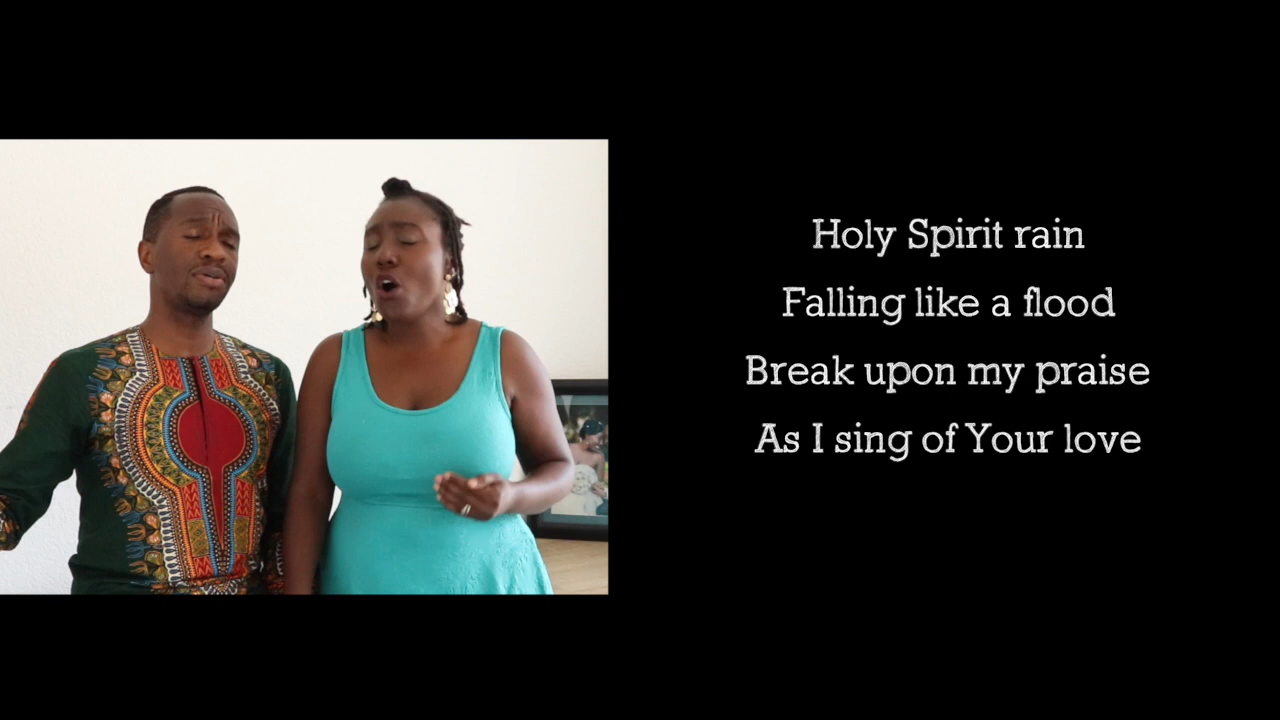 Holy Spirit rain
Falling like a flood
Break upon my praise
As I sing of Your love